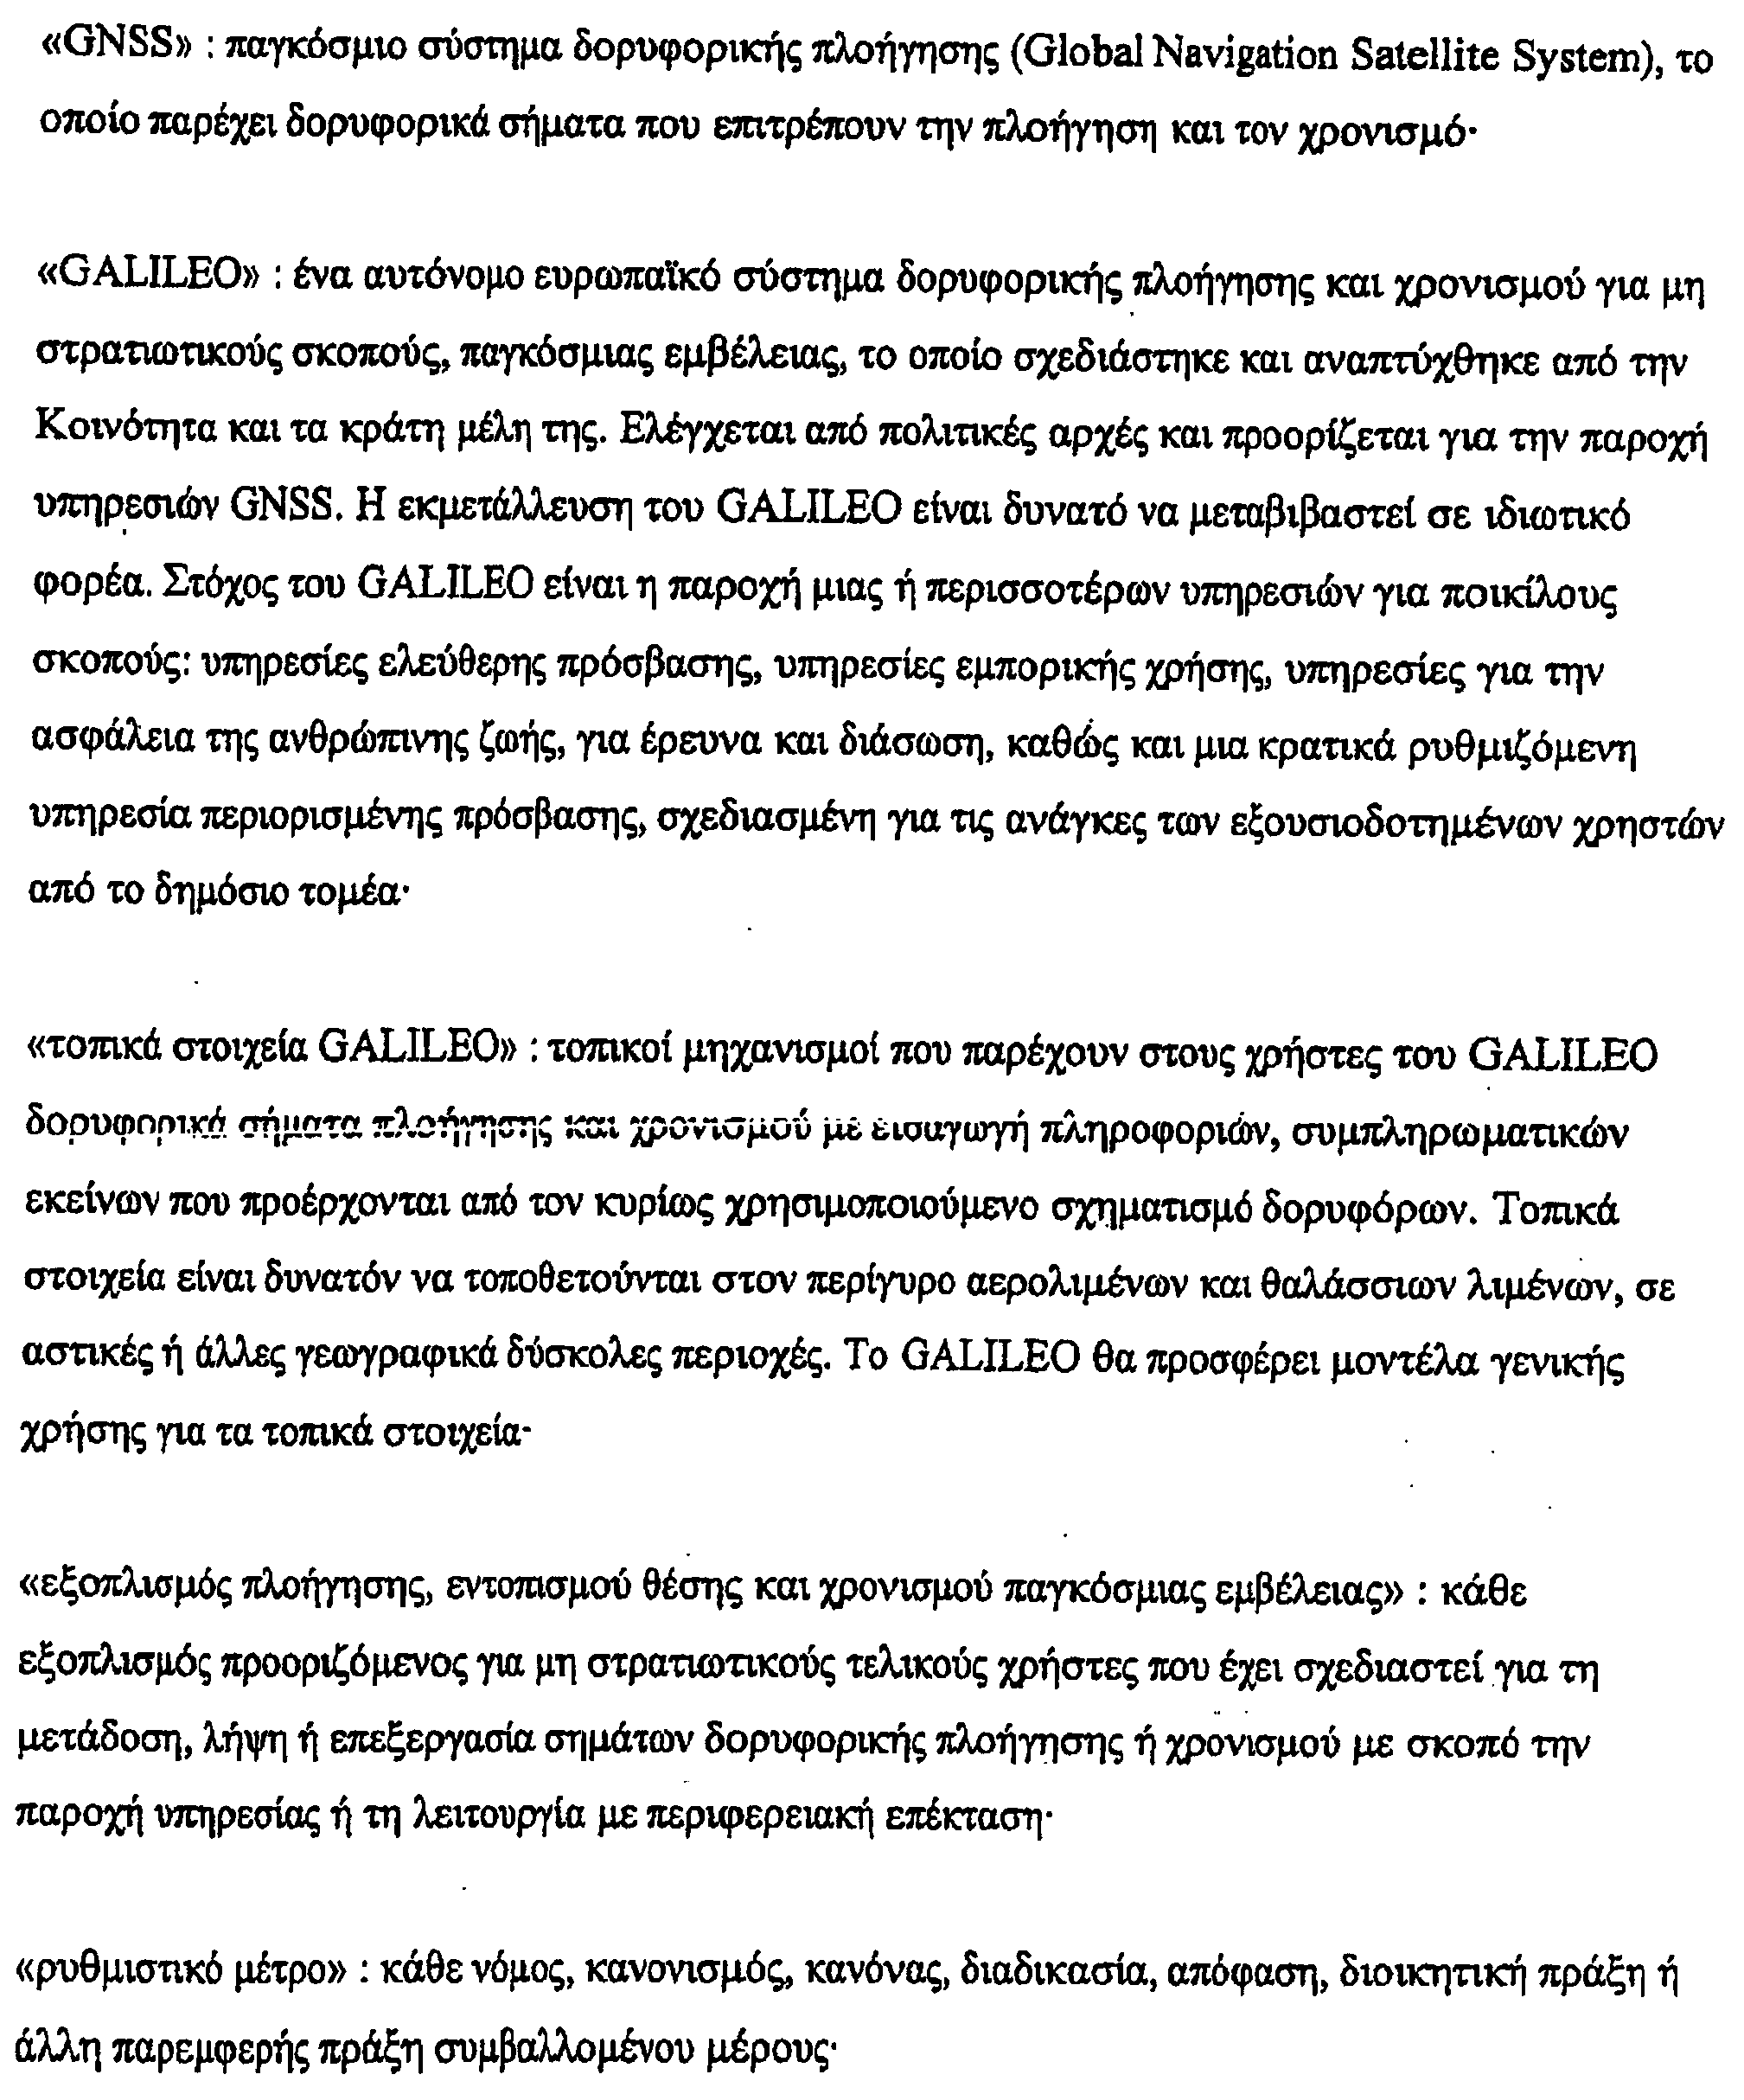 «GNSS» : παγκόσμιο σύστημα δορυφορικής πλοήγησης (Global Navigation Satellite System), το
οποίο παρέχει δορυφορικά σήματα που επιτρέπουν την πλοήγηση και τον χρονισμό·
«GALILEO» : ένα αυτόνομο ευρωπαϊκό σύστημα δορυφορικής πλοήγησης και χρονισμού για μη
στρατιωτικούς σκοπούς, παγκόσμιας εμβέλειας, το οποίο σχεδιάστηκε και αναπτύχθηκε από την
Κοινότητα και τα κράτη μέλη της. Ελέγχεται από πολιτικές αρχές και προορίζεται για την παροχή
υπηρεσιών GNSS. Η εκμετάλλευση του GALILEO είναι δυνατό να μεταβιβαστεί σε ιδιωτικό
φορέα. Στόχος του GALILEO είναι η παροχή μιας ή περισσοτέρων υπηρεσιών για ποικίλους
σκοπούς: υπηρεσίες ελεύθερης πρόσβασης, υπηρεσίες εμπορικής χρήσης, υπηρεσίες για την
ασφάλεια της ανθρώπινης ζωής, για έρευνα και διάσωση, καθώς και μια κρατικά ρυθμιζόμενη
υπηρεσία περιορισμένης πρόσβασης, σχεδιασμένη για τις ανάγκες των εξουσιοδοτημένων χρηστών
από το δημόσιο τομέα·
«τοπικά στοιχεία GALILEO» : τοπικοί μηχανισμοί που παρέχουν στους χρήστες του GALILEO
δορυφορικά σήματα πλοήγησης και χρονισμού με εισαγωγή πληροφοριών, συμπληρωματικών
εκείνων που προέρχονται από τον κυρίως χρησιμοποιούμενο σχηματισμό δορυφόρων. Τοπικά
στοιχεία είναι δυνατόν να τοποθετούνται στον περίγυρο αερολιμένων και θαλάσσιων λιμένων, σε
αστικές ή άλλες γεωγραφικά δύσκολες περιοχές. Το GALILEO θα προσφέρει μοντέλα γενικής
χρήσης για τα τοπικά στοιχεία·
«εξοπλισμός πλοήγησης, εντοπισμού θέσης και χρονισμού παγκόσμιας εμβέλειας» : κάθε
εξοπλισμός προοριζόμενος για μη στρατιωτικούς τελικούς χρήστες που έχει σχεδιαστεί για τη
μετάδοση, λήψη ή επεξεργασία σημάτων δορυφορικής πλοήγησης ή χρονισμού με σκοπό την
παροχή υπηρεσίας ή τη λειτουργία με περιφερειακή επέκταση·
«ρυθμιστικό μέτρο» : κάθε νόμος, κανονισμός, κανόνας, διαδικασία, απόφαση, διοικητική πράξη ή
άλλη παρεμφερής πράξη συμβαλλομένου μέρους·